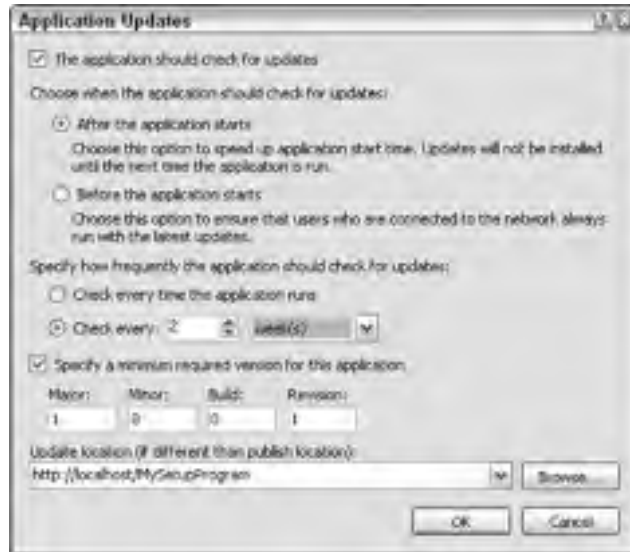 Application Updates
The application should check for updates
Choose when the application should check for updates:
After the application starts
Choose this option to speed up application start time. Updates will not be installed
until the next time the application is run.
Before the application starts
Choose this option to ensure that users who are connected to the network always
run with the latest updates.
Specify how frequently the application should check for updates:
Check every time the application runs
Check every: 2 week(s)
Specify a minimum required version for this application
Major: Minor: Build: Revision:
1 0 0 1
Update location (if different than publish location):
http://localhost/MySetupProgram Browse...
OK Cancel